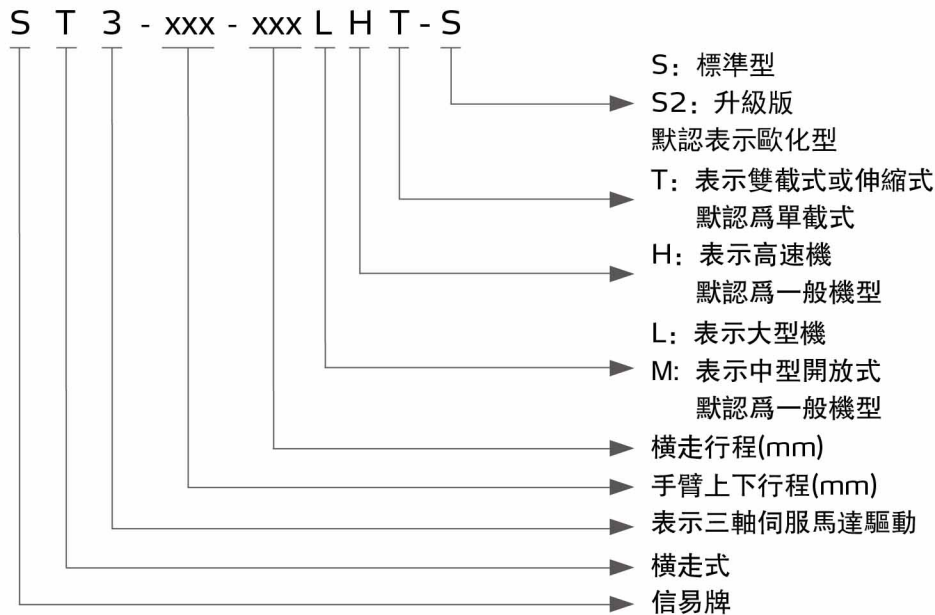 S T 3 - xxx - xxx L H T - S
S：標準型
S2：升級版
默認表示歐化型
T：表示雙截式或伸縮式
默認爲單截式
H：表示高速機
默認爲一般機型
L：表示大型機
M：表示中型開放式
默認爲一般機型
橫走行程(mm)
手臂上下行程(mm)
表示三軸伺服馬達驅動
橫走式
信易牌